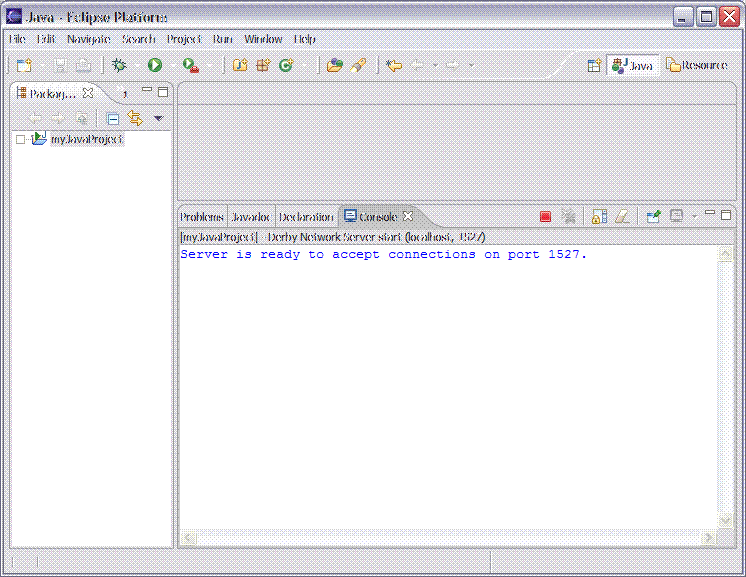 Java - Eclipse Platform
File Edit Navigate Search Project Run Window Help
Java Resource
Packag...
myJavaProject
Problems Javadoc Declaration Console
[myJavaProject] - Derby Network Server start (localhost, 1527)
Server is ready to accept connections on port 1527.